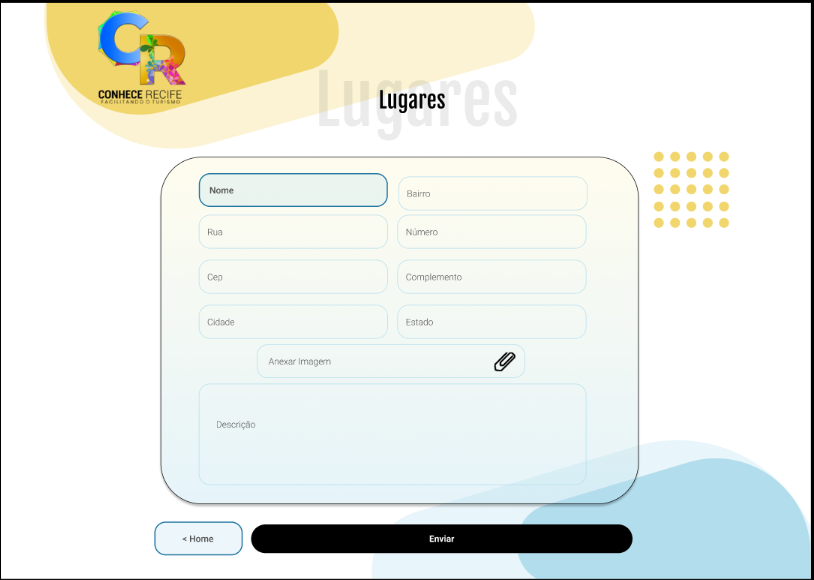 CR
CONHECE RECIFE
FACILITANDO O TURISMO
Lugares
Lugares
Nome
Bairro
Rua
Número
Cep
Complemento
Cidade
Estado
Anexar Imagem
Descrição
< Home
Enviar